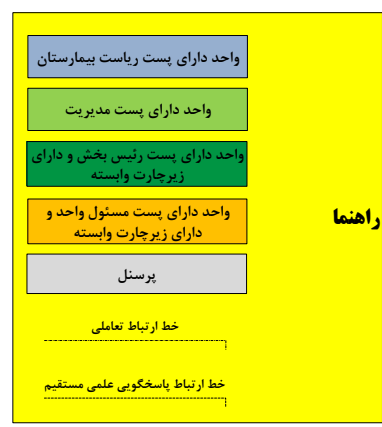 راهنما
واحد دارای پست ریاست بیمارستان
واحد دارای پست مدیریت
واحد دارای پست رئیس بخش و دارای
زیرچارت وابسته
واحد دارای پست مسئول واحد و
دارای زیرچارت وابسته
پرسنل
خط ارتباط تعاملی
خط ارتباط پاسخگویی علمی مستقیم